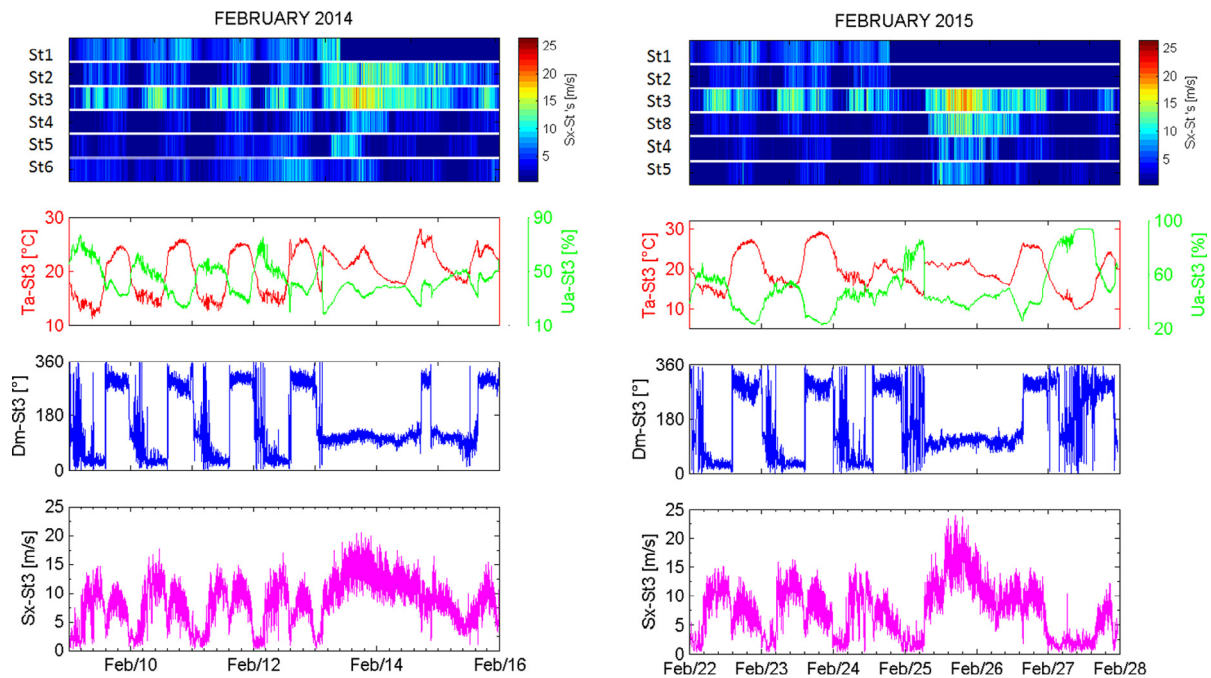 FEBRUARY 2014
St1
St2
St3
St4
St5
St6
25
20
15
10
5
Sx-St 's [m/s]
30
20
10
Ta-St3 [°C]
90
50
10
Ua-St3 [%]
360
180
0
Dm-St3 [°]
25
20
15
10
5
0
Sx-St3 [m/s]
Feb/10
Feb/12
Feb/14
Feb/16
FEBRUARY 2015
St1
St2
St3
St8
St4
St5
25
20
15
10
5
Sx-St 's [m/s]
30
20
10
Ta-St3 [°C]
100
60
20
Ua-St3 [%]
360
180
0
Dm-St3 [°]
25
20
15
10
5
0
Sx-St3 [m/s]
Feb/22
Feb/23
Feb/24
Feb/25
Feb/26
Feb/27
Feb/28